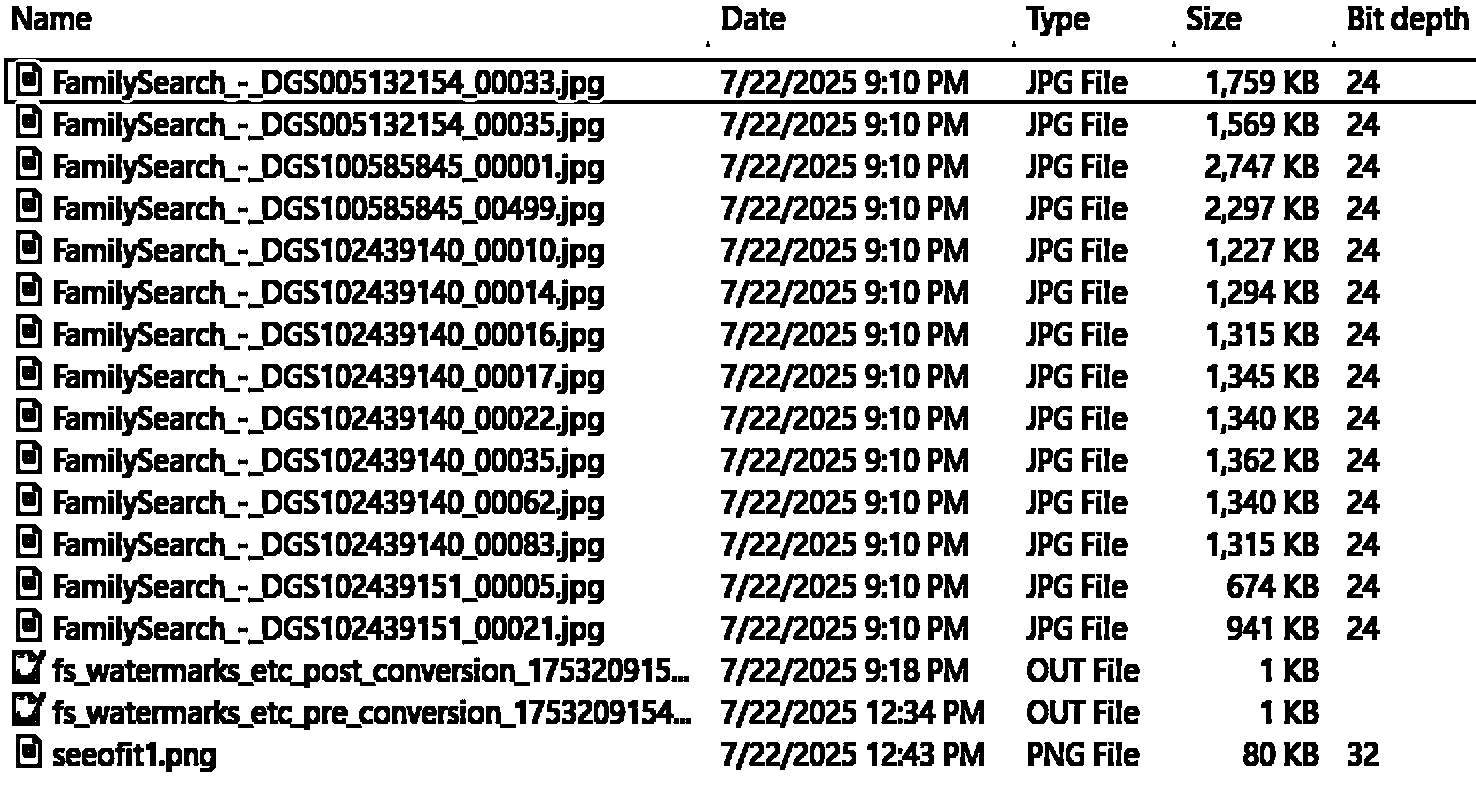 Name Date Type Size Bit depth
FamilySearch_-_DGS005132154_00033.jpg 7/22/2025 9:10 PM JPG File 1,759 KB 24
FamilySearch_-_DGS005132154_00035.jpg 7/22/2025 9:10 PM JPG File 1,569 KB 24
FamilySearch_-_DGS100585845_00001.jpg 7/22/2025 9:10 PM JPG File 2,747 KB 24
FamilySearch_-_DGS100585845_00499.jpg 7/22/2025 9:10 PM JPG File 2,297 KB 24
FamilySearch_-_DGS102439140_00010.jpg 7/22/2025 9:10 PM JPG File 1,227 KB 24
FamilySearch_-_DGS102439140_00014.jpg 7/22/2025 9:10 PM JPG File 1,294 KB 24
FamilySearch_-_DGS102439140_00016.jpg 7/22/2025 9:10 PM JPG File 1,315 KB 24
FamilySearch_-_DGS102439140_00017.jpg 7/22/2025 9:10 PM JPG File 1,345 KB 24
FamilySearch_-_DGS102439140_00022.jpg 7/22/2025 9:10 PM JPG File 1,340 KB 24
FamilySearch_-_DGS102439140_00035.jpg 7/22/2025 9:10 PM JPG File 1,362 KB 24
FamilySearch_-_DGS102439140_00062.jpg 7/22/2025 9:10 PM JPG File 1,340 KB 24
FamilySearch_-_DGS102439140_00083.jpg 7/22/2025 9:10 PM JPG File 1,315 KB 24
FamilySearch_-_DGS102439151_00005.jpg 7/22/2025 9:10 PM JPG File 674 KB 24
FamilySearch_-_DGS102439151_00021.jpg 7/22/2025 9:10 PM JPG File 941 KB 24
fs_watermarks_etc_post_conversion_175320915... 7/22/2025 9:18 PM OUT File 1 KB
fs_watermarks_etc_pre_conversion_1753209154... 7/22/2025 12:34 PM OUT File 1 KB
seeofit1.png 7/22/2025 12:43 PM PNG File 80 KB 32